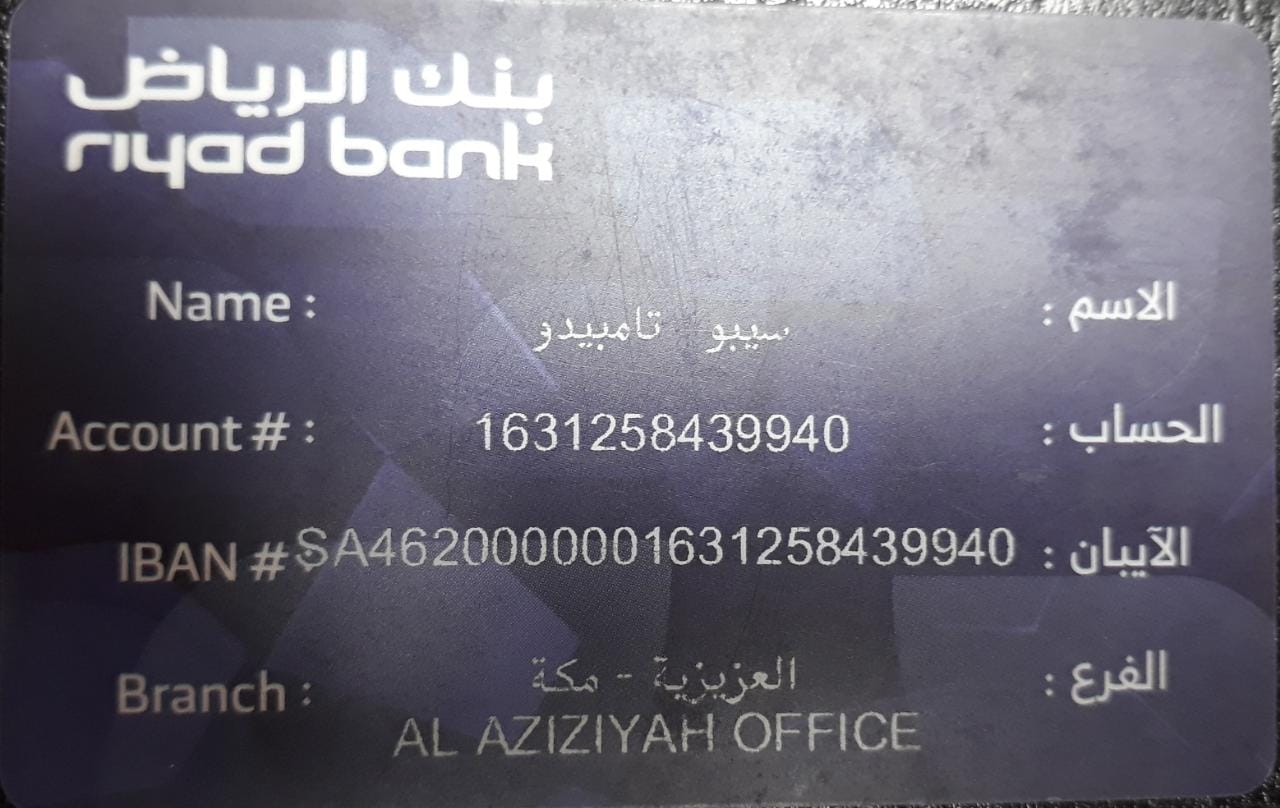 بنك الرياض
riyad bank
Name : سيبو تامبيدو الاسم :
Account # : 1631258439940 الحساب :
IBAN #: SA4620000001631258439940 الآيبان :
Branch : العزيزية - مكة الفرع :
AL AZIZIYAH OFFICE